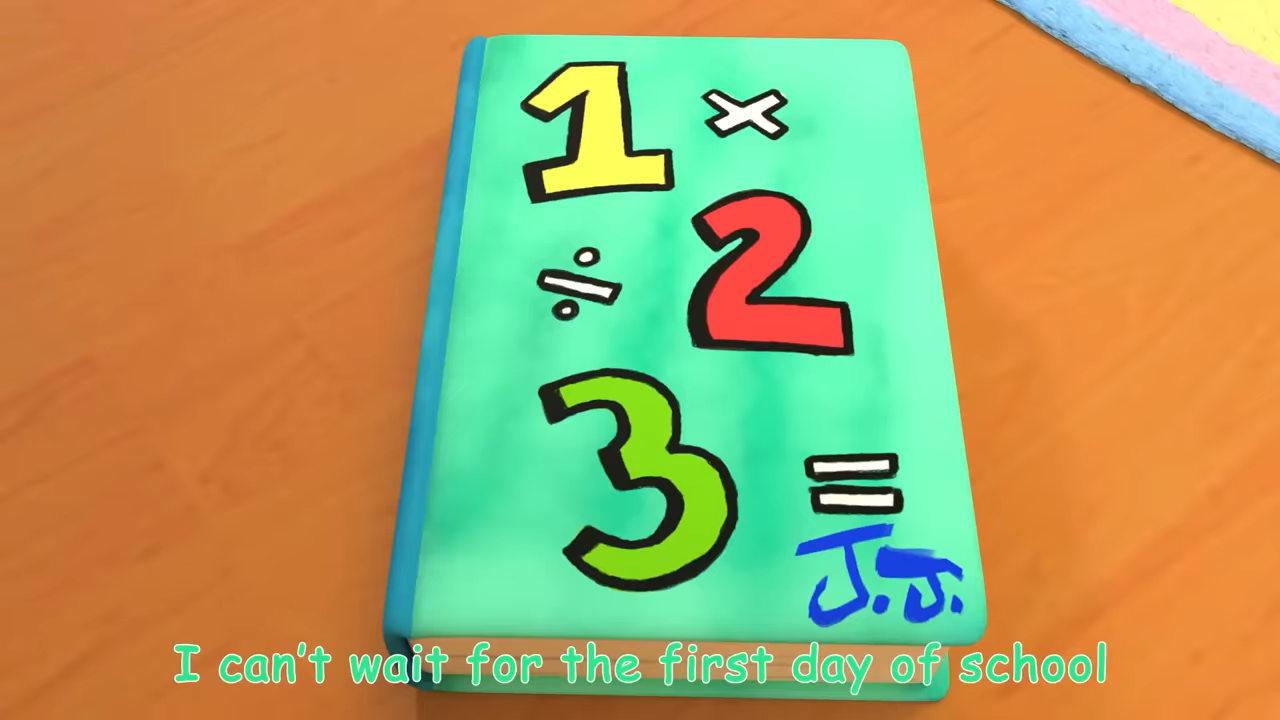 1 ×
÷ 2
3 =
J.J.
I can't wait for the first day of school